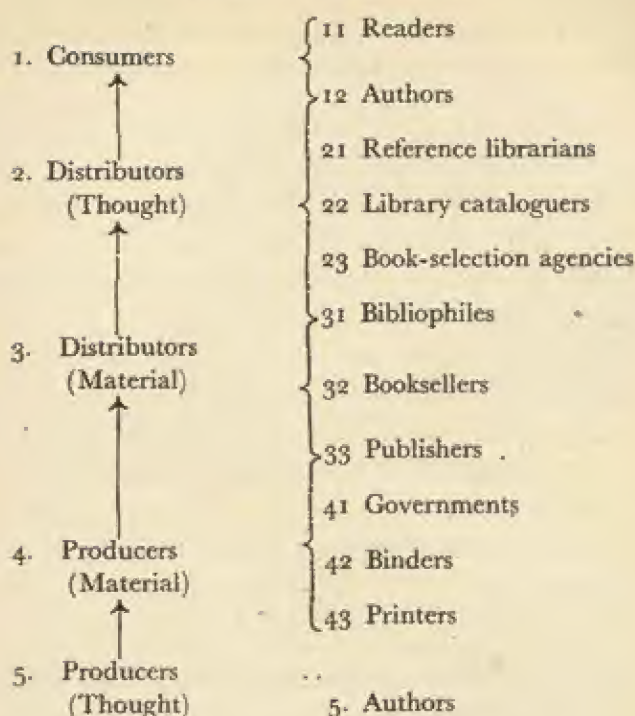 11 Readers
1. Consumers
12 Authors
21 Reference librarians
2. Distributors
(Thought)
22 Library cataloguers
23 Book-selection agencies
31 Bibliophiles
3. Distributors
(Material)
32 Booksellers
33 Publishers
41 Governments
4. Producers
(Material)
42 Binders
43 Printers
5. Producers
(Thought)
5. Authors